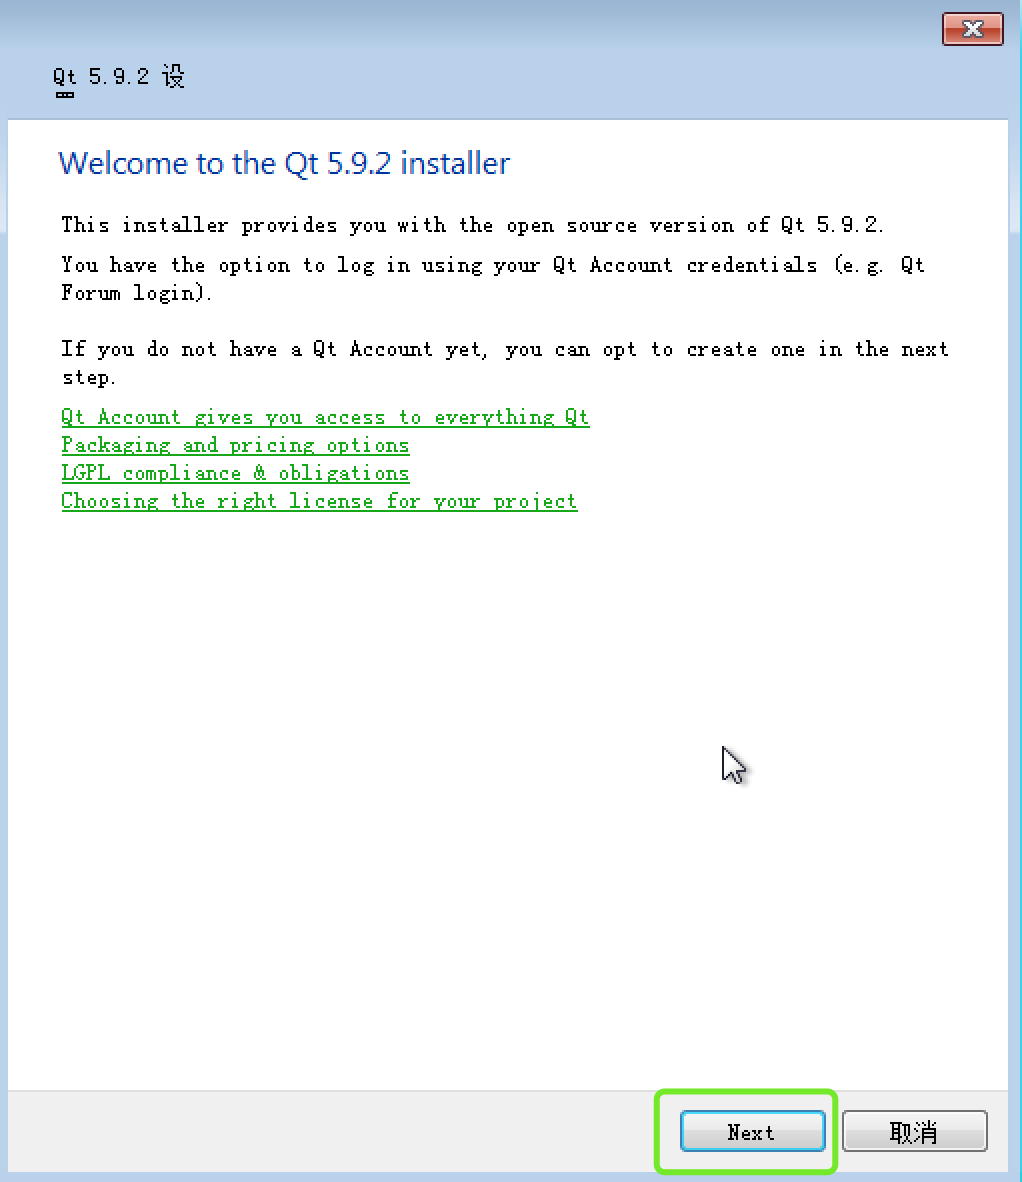 Qt 5.9.2 设
Welcome to the Qt 5.9.2 installer
This installer provides you with the open source version of Qt 5.9.2.
You have the option to log in using your Qt Account credentials (e.g. Qt
Forum login).
If you do not have a Qt Account yet, you can opt to create one in the next
step.
Qt Account gives you access to everything Qt
Packaging and pricing options
LGPL compliance & obligations
Choosing the right license for your project
Next
取消